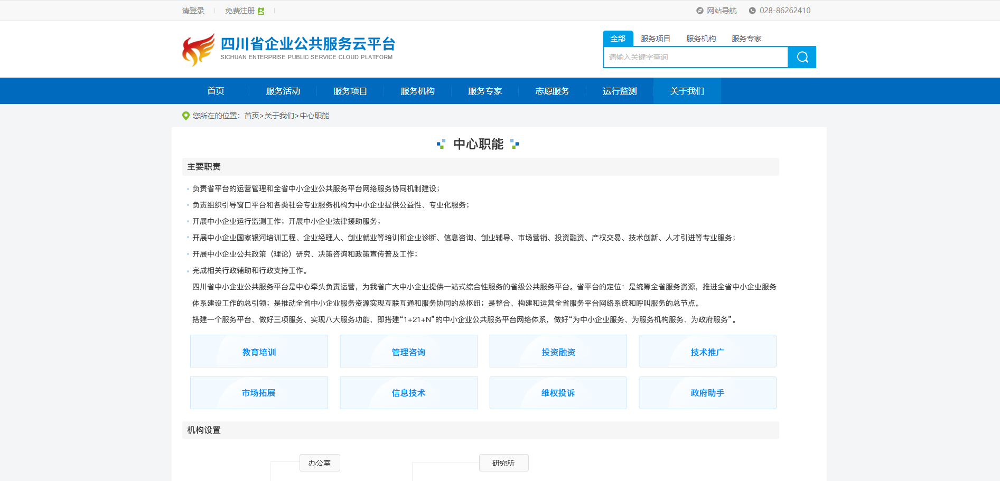 请登录 免费注册 网站导航 028-86262410
四川省企业公共服务云平台
SICHUAN ENTERPRISE PUBLIC SERVICE CLOUD PLATFORM
全部 服务项目 服务机构 服务专家
请输入关键字查询
首页 服务活动 服务项目 服务机构 服务专家 志愿服务 运行监测 关于我们
您所在的位置：首页>关于我们>中心职能
中心职能
主要职责
负责省平台的运营管理和全省中小企业公共服务平台网络服务协同机制建设；
负责组织引导窗口平台和各类社会专业服务机构为中小企业提供公益性、专业化服务；
开展中小企业运行监测工作；开展中小企业法律援助服务；
开展中小企业国家银河培训工程、企业经理人、创业就业等培训和企业诊断、信息咨询、创业辅导、市场营销、投资融资、产权交易、技术创新、人才引进等专业服务；
开展中小企业公共政策（理论）研究、决策咨询和政策宣传普及工作；
完成相关行政辅助和行政支持工作。
四川省中小企业公共服务平台是中心牵头负责运营，为我省广大中小企业提供一站式综合性服务的省级公共服务平台。省平台的定位：是统筹全省服务资源，推进全省中小企业服务
体系建设工作的总引领；是推动全省中小企业服务资源实现互联互通和服务协同的总枢纽；是整合、构建和运营全省服务平台网络系统和呼叫服务的总节点。
搭建一个服务平台、做好三项服务、实现八大服务功能，即搭建“1+21+N”的中小企业公共服务平台网络体系，做好“为中小企业服务、为服务机构服务、为政府服务”。
教育培训 管理咨询 投资融资 技术推广
市场拓展 信息技术 维权投诉 政府助手
机构设置
办公室 研究所